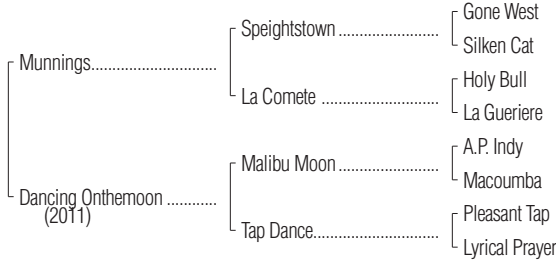 Gone West
Speightstown
Silken Cat
Munnings
Holy Bull
La Comete
La Gueriere
A.P. Indy
Malibu Moon
Macoumba
Dancing Onthemoon
(2011)
Pleasant Tap
Tap Dance
Lyrical Prayer